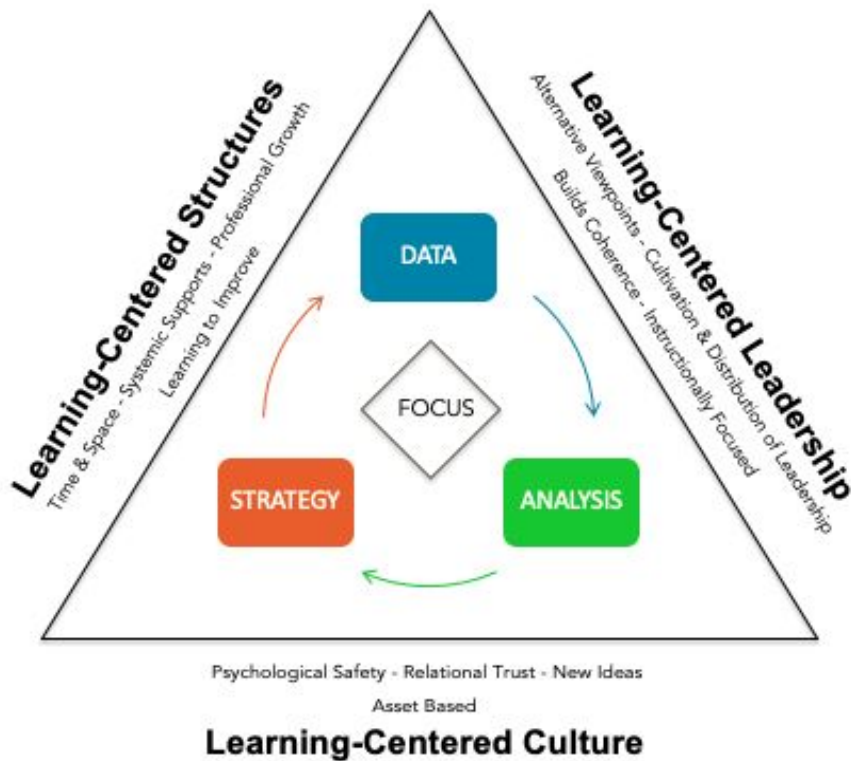 Learning-Centered Structures
Time & Space - Systemic Supports - Professional Growth
Learning to Improve
Learning-Centered Leadership
Alternative Viewpoints - Cultivation & Distribution of Leadership
Builds Coherence - Instructionally Focused
DATA
FOCUS
STRATEGY
ANALYSIS
Psychological Safety - Relational Trust - New Ideas
Asset Based
Learning-Centered Culture